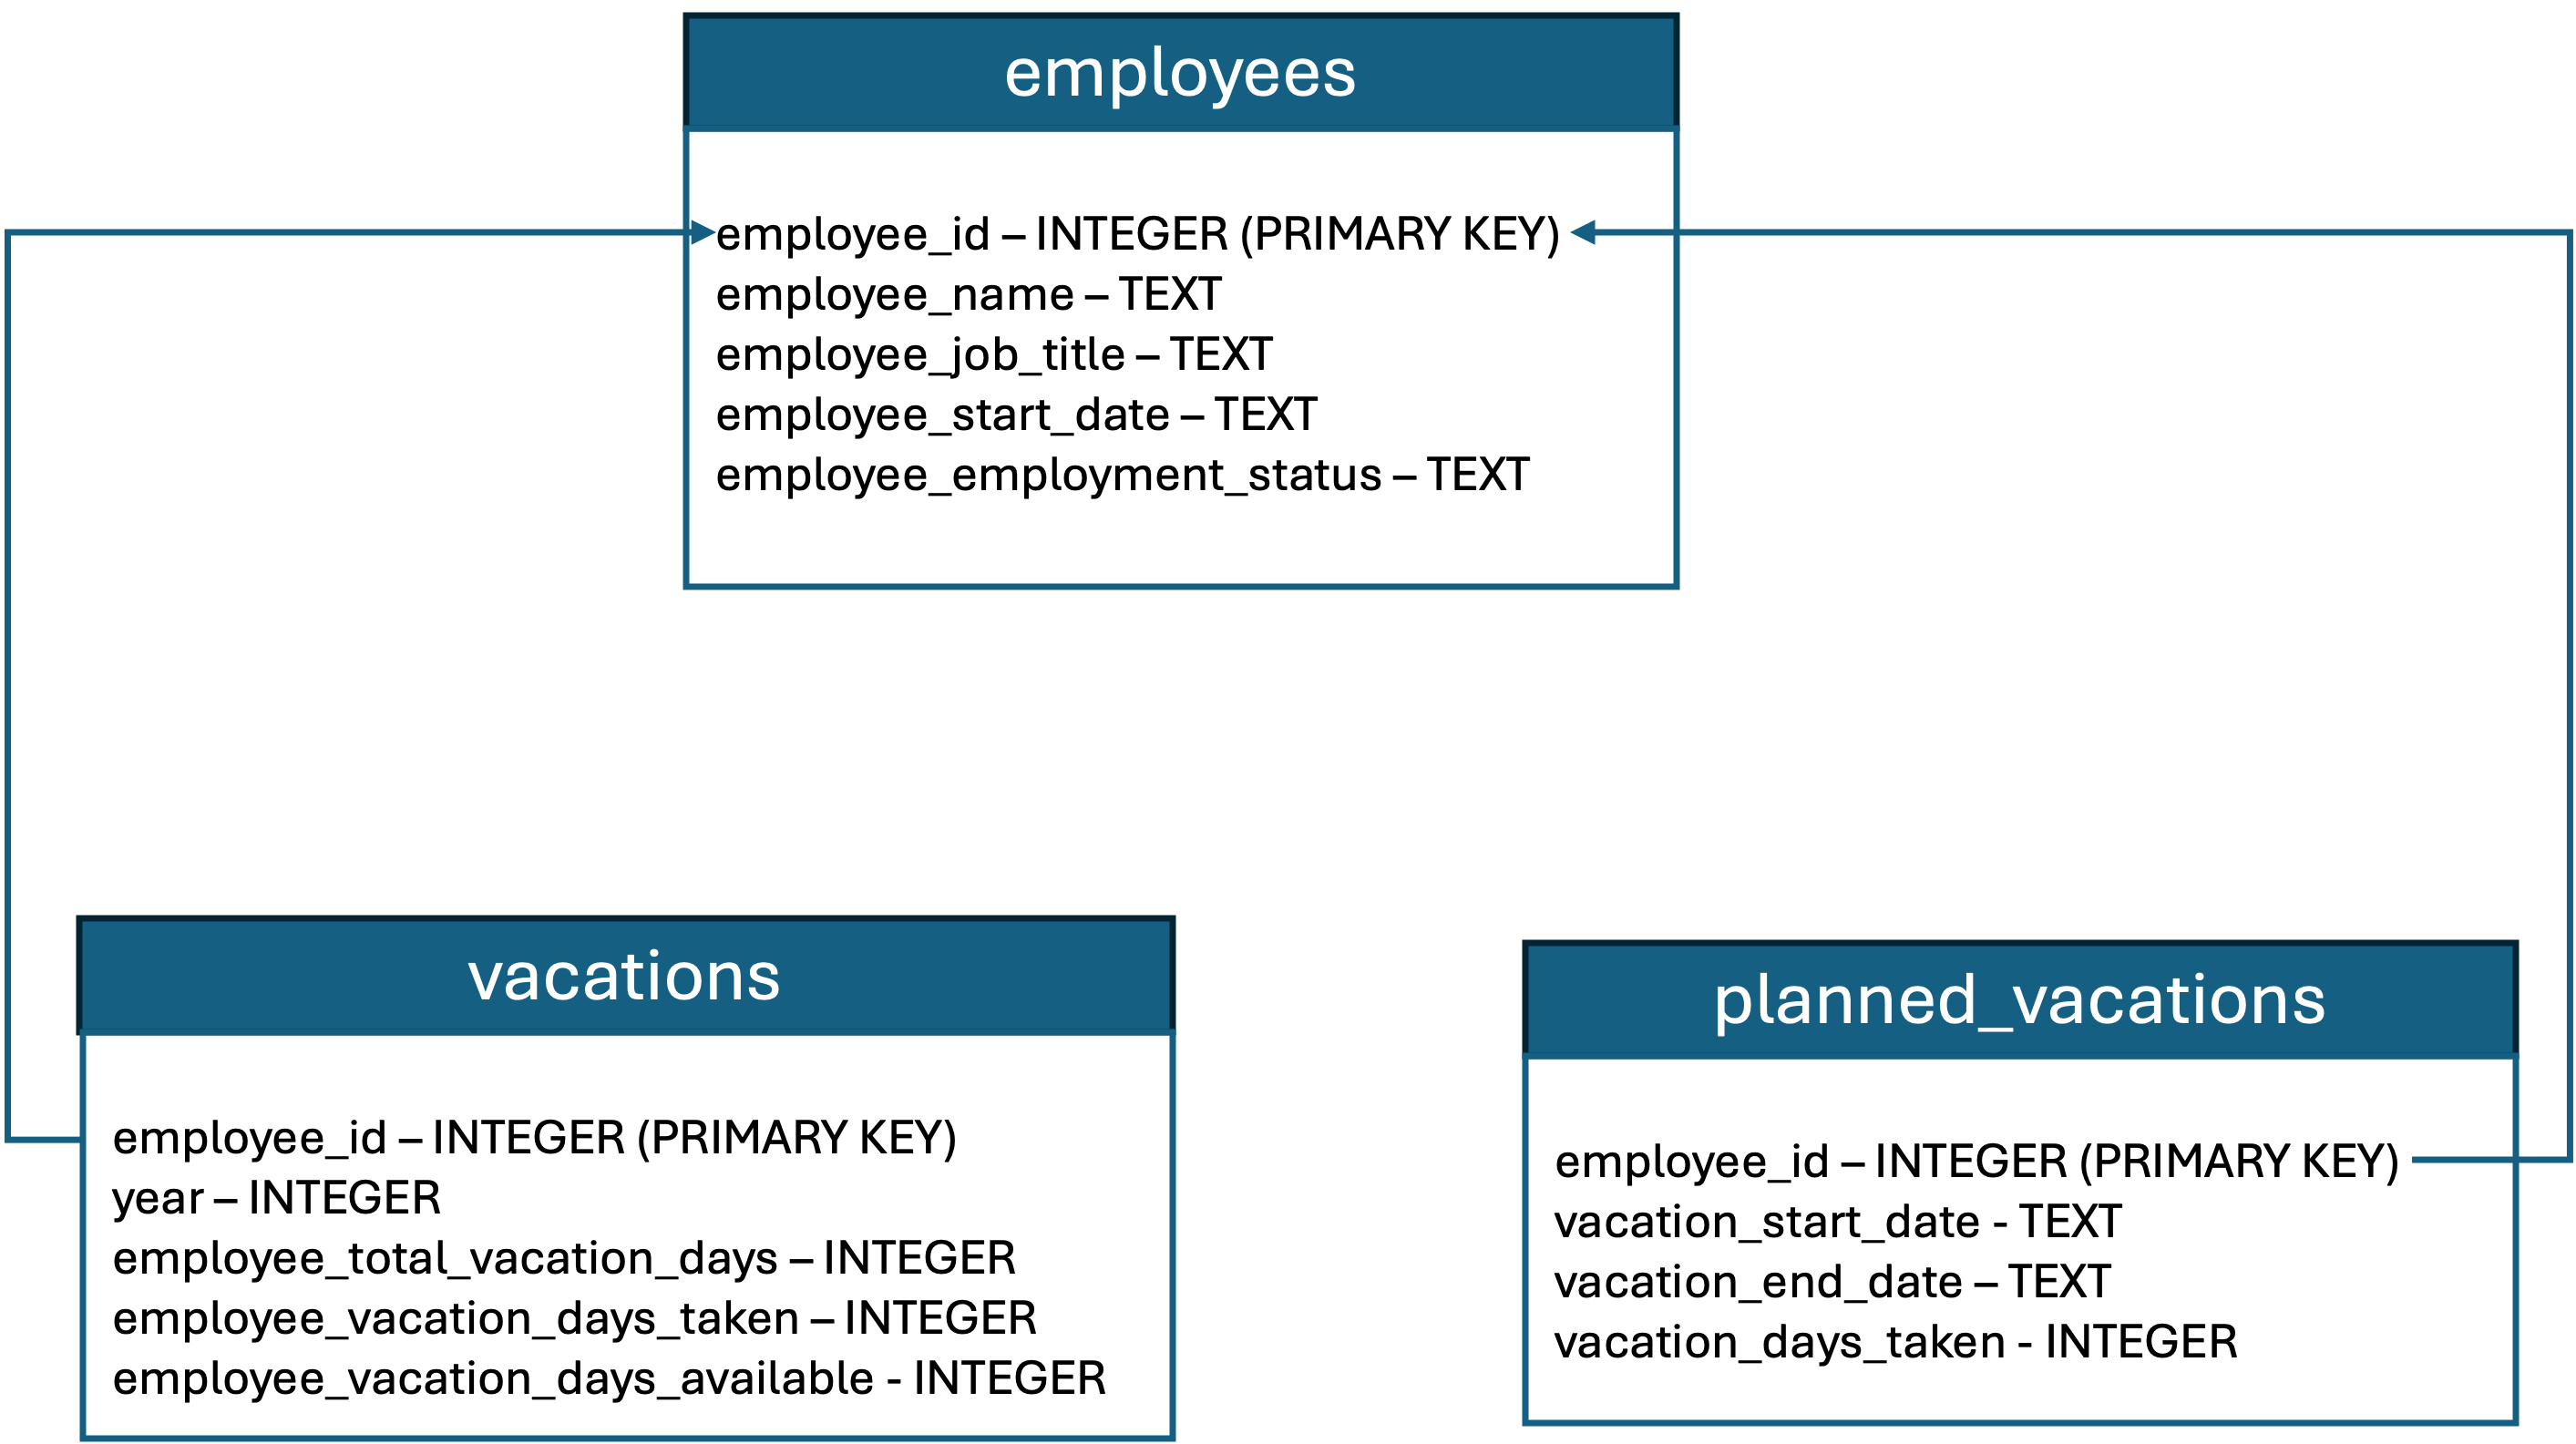 employees
employee_id – INTEGER (PRIMARY KEY)
employee_name – TEXT
employee_job_title – TEXT
employee_start_date – TEXT
employee_employment_status – TEXT
vacations
employee_id – INTEGER (PRIMARY KEY)
year – INTEGER
employee_total_vacation_days – INTEGER
employee_vacation_days_taken – INTEGER
employee_vacation_days_available - INTEGER
planned_vacations
employee_id – INTEGER (PRIMARY KEY)
vacation_start_date - TEXT
vacation_end_date – TEXT
vacation_days_taken - INTEGER